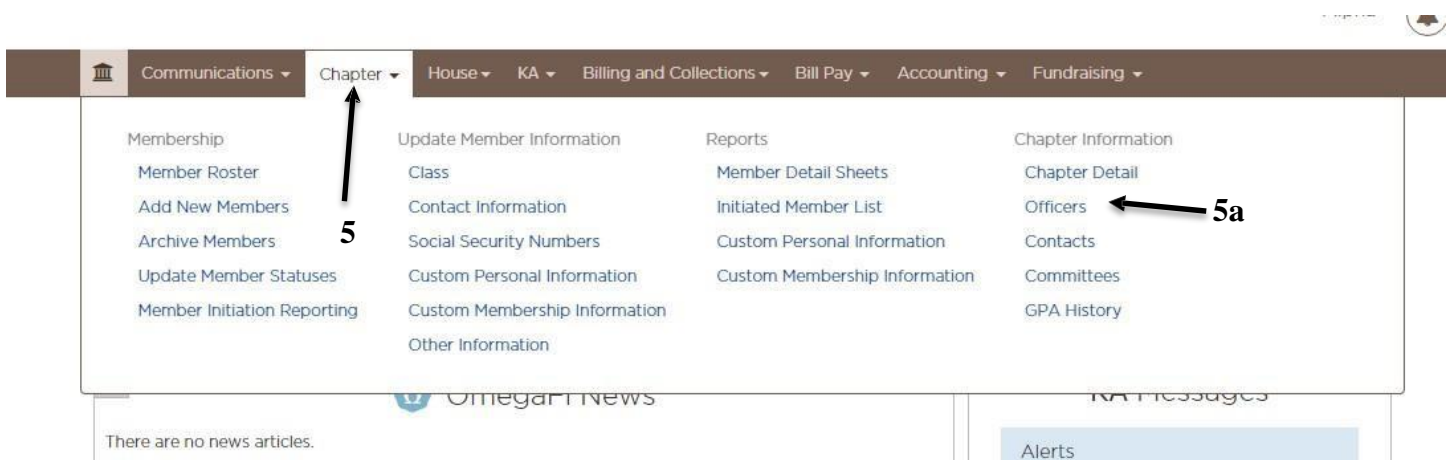 Communications Chapter House KA Billing and Collections Bill Pay Accounting Fundraising
Membership
Member Roster
Add New Members
Archive Members
Update Member Statuses
Member Initiation Reporting
5
Update Member Information
Class
Contact Information
Social Security Numbers
Custom Personal Information
Custom Membership Information
Other Information
Reports
Member Detail Sheets
Initiated Member List
Custom Personal Information
Custom Membership Information
Chapter Information
Chapter Detail
Officers
5a
Contacts
Committees
GPA History
OmegaFi News
There are no news articles.
KA Messages
Alerts